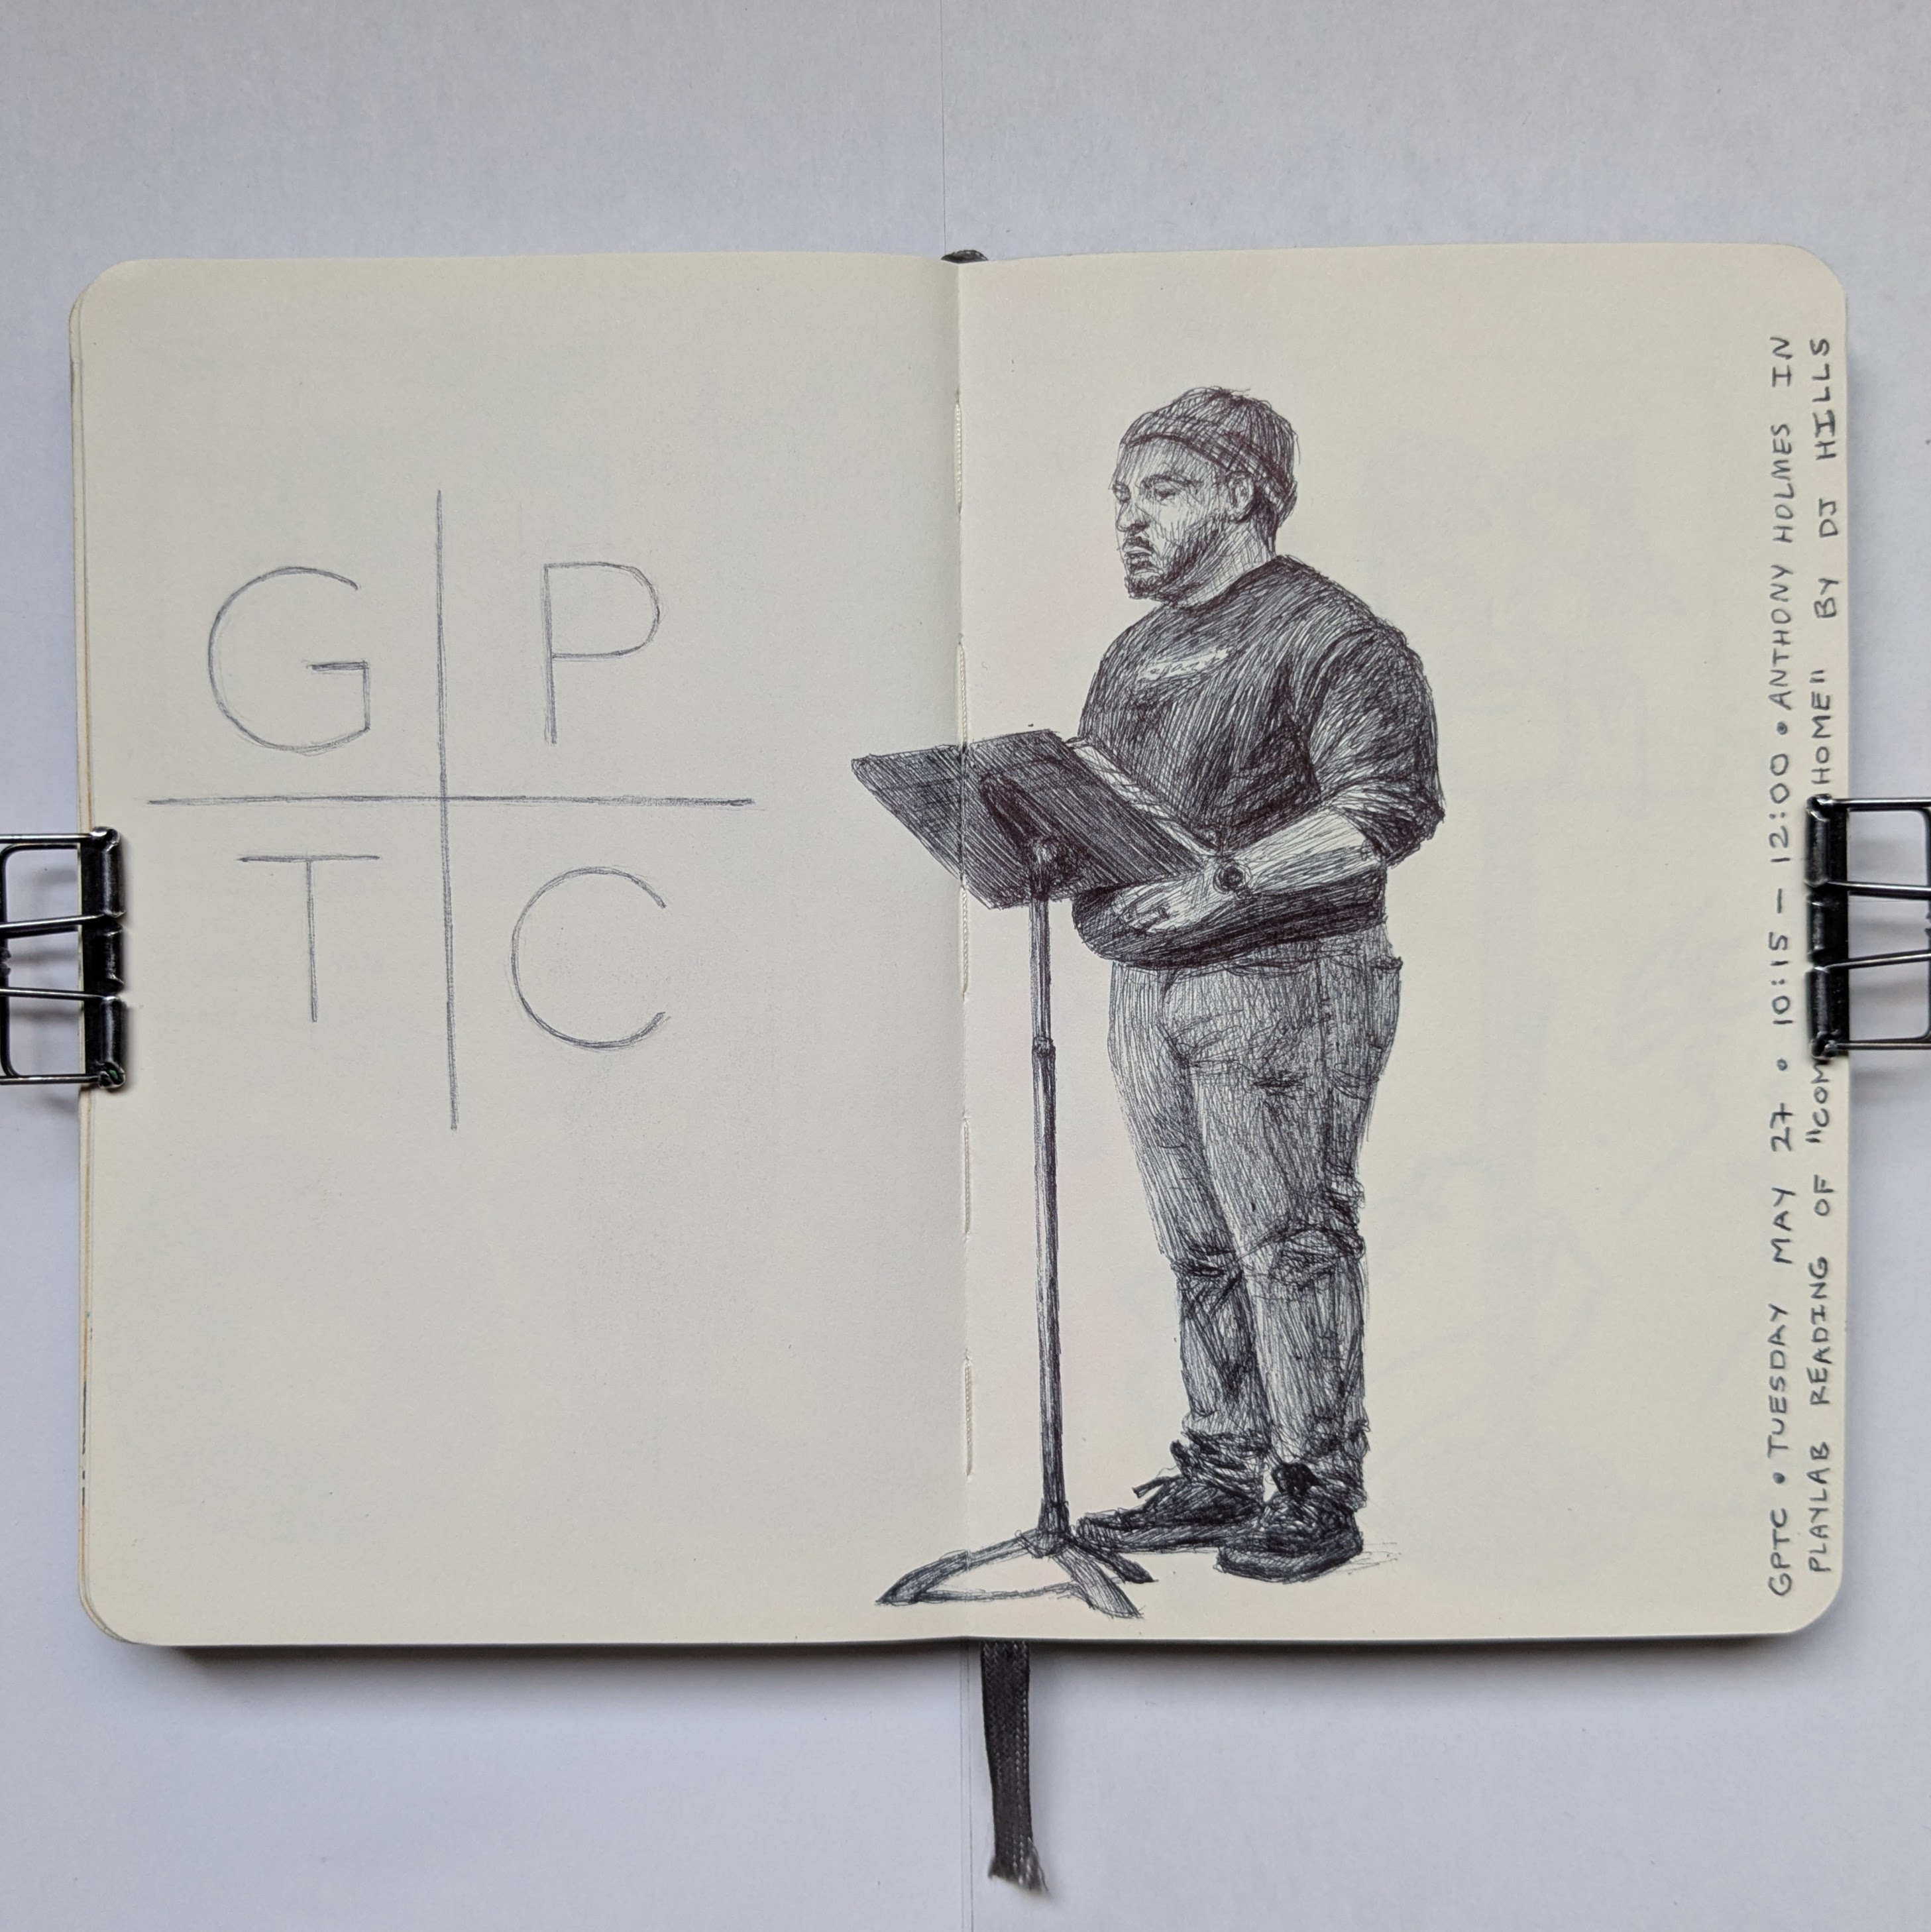 G P
T C
GPTC • TUESDAY MAY 27 • 10:15 – 12:00 • ANTHONY HOLMES IN
PLAYLAB READING OF "COM HOME" BY DJ HILLS